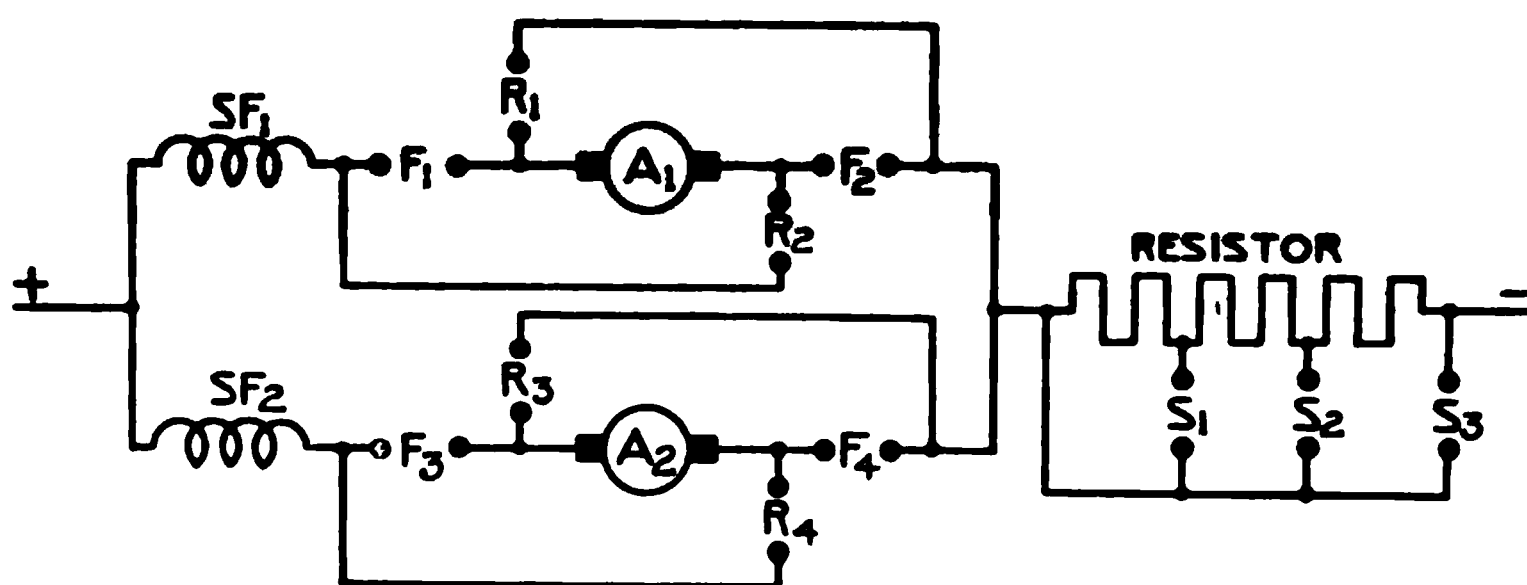 R1
SF1
F1
A1
F2
R2
RESISTOR
+
−
R3
SF2
S1
S2
S3
F3
A2
F4
R4